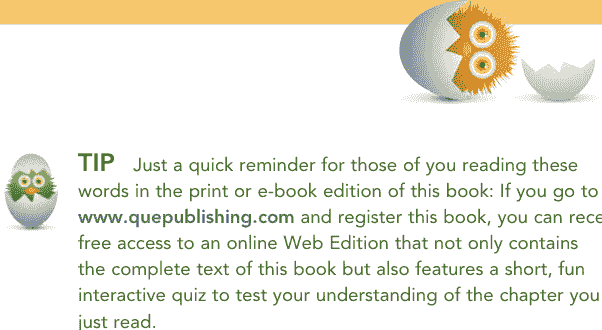 TIP Just a quick reminder for those of you reading these
words in the print or e-book edition of this book: If you go to
www.quepublishing.com and register this book, you can rece
free access to an online Web Edition that not only contains
the complete text of this book but also features a short, fun
interactive quiz to test your understanding of the chapter you
just read.